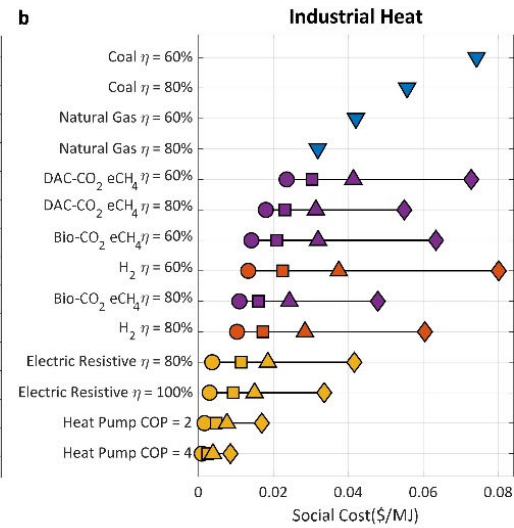 b
Industrial Heat
Coal η = 60%
Coal η = 80%
Natural Gas η = 60%
Natural Gas η = 80%
DAC-CO2 eCH4 η = 60%
DAC-CO2 eCH4 η = 80%
Bio-CO2 eCH4 η = 60%
H2 η = 60%
Bio-CO2 eCH4 η = 80%
H2 η = 80%
Electric Resistive η = 80%
Electric Resistive η = 100%
Heat Pump COP = 2
Heat Pump COP = 4
0 0.02 0.04 0.06 0.08
Social Cost($/MJ)